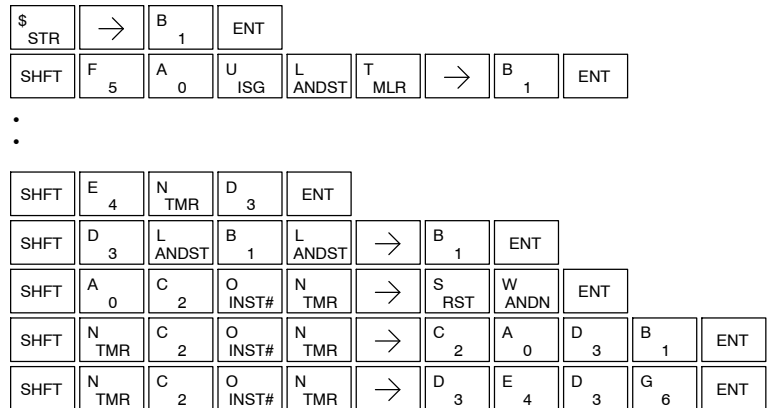 $ STR → B 1 ENT
SHFT F 5 A 0 U ISG L ANDST T MLR → B 1 ENT
•
•
SHFT E 4 N TMR D 3 ENT
SHFT D 3 L ANDST B 1 L ANDST → B 1 ENT
SHFT A 0 C 2 O INST# N TMR → S RST W ANDN ENT
SHFT N TMR C 2 O INST# N TMR → C 2 A 0 D 3 B 1 ENT
SHFT N TMR C 2 O INST# N TMR → D 3 E 4 D 3 G 6 ENT